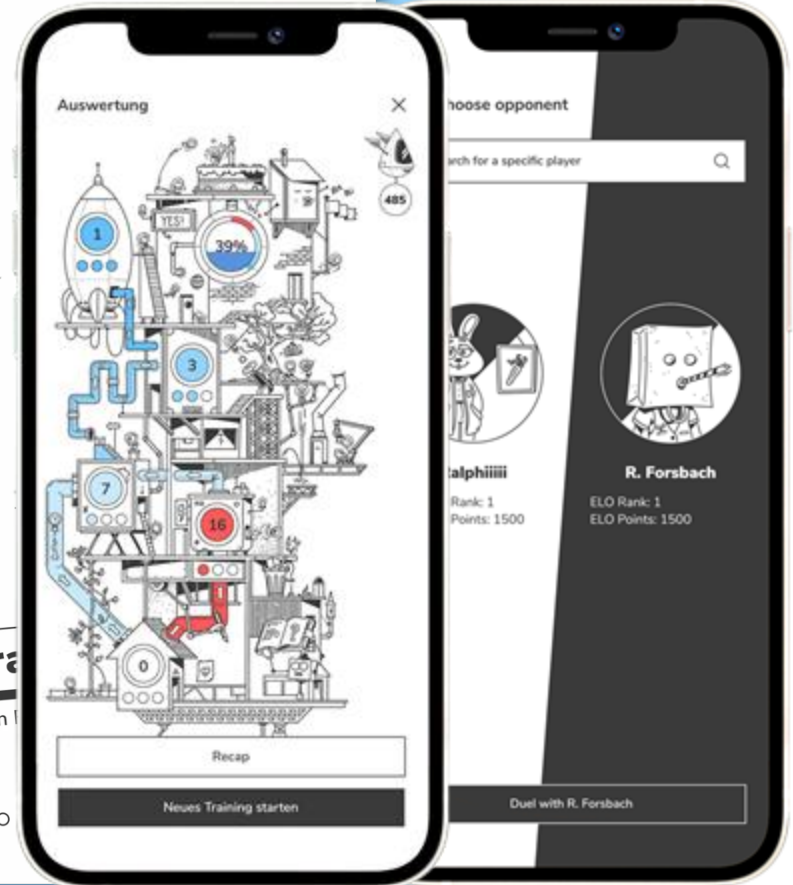 Auswertung
485
YES!
1
39%
3
7
16
0
Recap
Neues Training starten
hoose opponent
arch for a specific player
alphiiiii
Rank: 1
Points: 1500
R. Forsbach
ELO Rank: 1
ELO Points: 1500
Duel with R. Forsbach